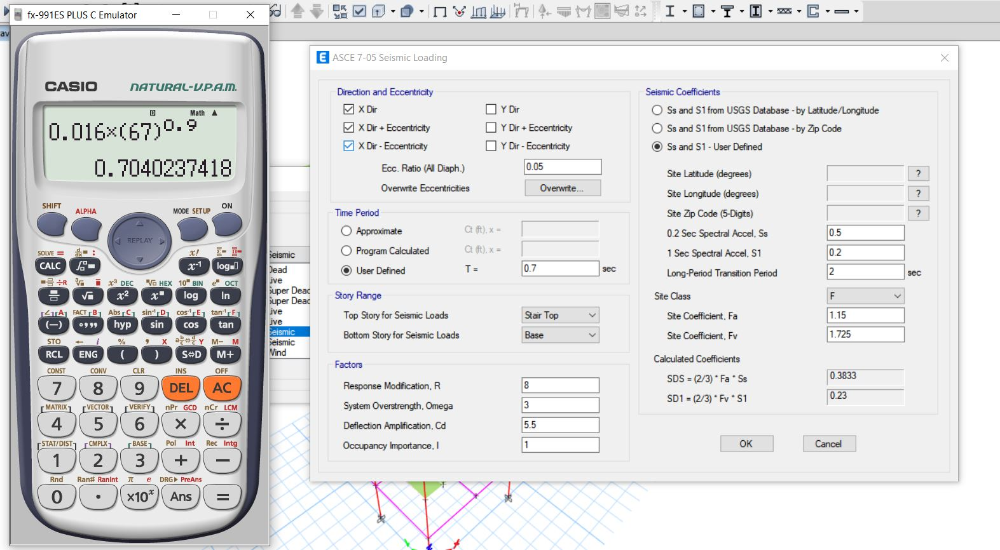 fx-991ES PLUS C Emulator
CASIO NATURAL-V.P.A.M.
D Math ▲
0.016×(67)^0.9
0.7040237418
SHIFT ALPHA MODE SETUP ON
REPLAY
SOLVE = d/dx= : x! Σ= Π=
CALC ∫□= x⁻¹ log▪□
÷R ³√ x³ DEC ▪√□ HEX 10▪ BIN e▪ OCT
√▪ x² x▪ log ln
∠ A FACT B Abs C sin⁻¹ D cos⁻¹ E tan⁻¹ F
(−) °,,, hyp sin cos tan
STO ← i % , X a b/c⇔d/c Y M− M
RCL ENG ( ) S⇔D M+
CONST CONV CLR INS OFF
7 8 9 DEL AC
MATRIX VECTOR VERIFY nPr GCD nCr LCM
4 5 6 × ÷
STAT/DIST CMPLX BASE Pol Int Rec Intg
1 2 3 + −
Rnd Ran# RanInt π e DRG▶ PreAns
0 . ×10ˣ Ans =
Seismic
Dead
Live
Super Dead
Super Dead
Live
Live
Seismic
Seismic
Wind
ASCE 7-05 Seismic Loading
Direction and Eccentricity
X Dir Y Dir
X Dir + Eccentricity Y Dir + Eccentricity
X Dir - Eccentricity Y Dir - Eccentricity
Ecc. Ratio (All Diaph.) 0.05
Overwrite Eccentricities Overwrite...
Time Period
Approximate Ct (ft), x =
Program Calculated Ct (ft), x =
User Defined T = 0.7 sec
Story Range
Top Story for Seismic Loads Stair Top
Bottom Story for Seismic Loads Base
Factors
Response Modification, R 8
System Overstrength, Omega 3
Deflection Amplification, Cd 5.5
Occupancy Importance, I 1
Seismic Coefficients
Ss and S1 from USGS Database - by Latitude/Longitude
Ss and S1 from USGS Database - by Zip Code
Ss and S1 - User Defined
Site Latitude (degrees) ?
Site Longitude (degrees) ?
Site Zip Code (5-Digits) ?
0.2 Sec Spectral Accel, Ss 0.5
1 Sec Spectral Accel, S1 0.2
Long-Period Transition Period 2 sec
Site Class F
Site Coefficient, Fa 1.15
Site Coefficient, Fv 1.725
Calculated Coefficients
SDS = (2/3) * Fa * Ss 0.3833
SD1 = (2/3) * Fv * S1 0.23
OK Cancel